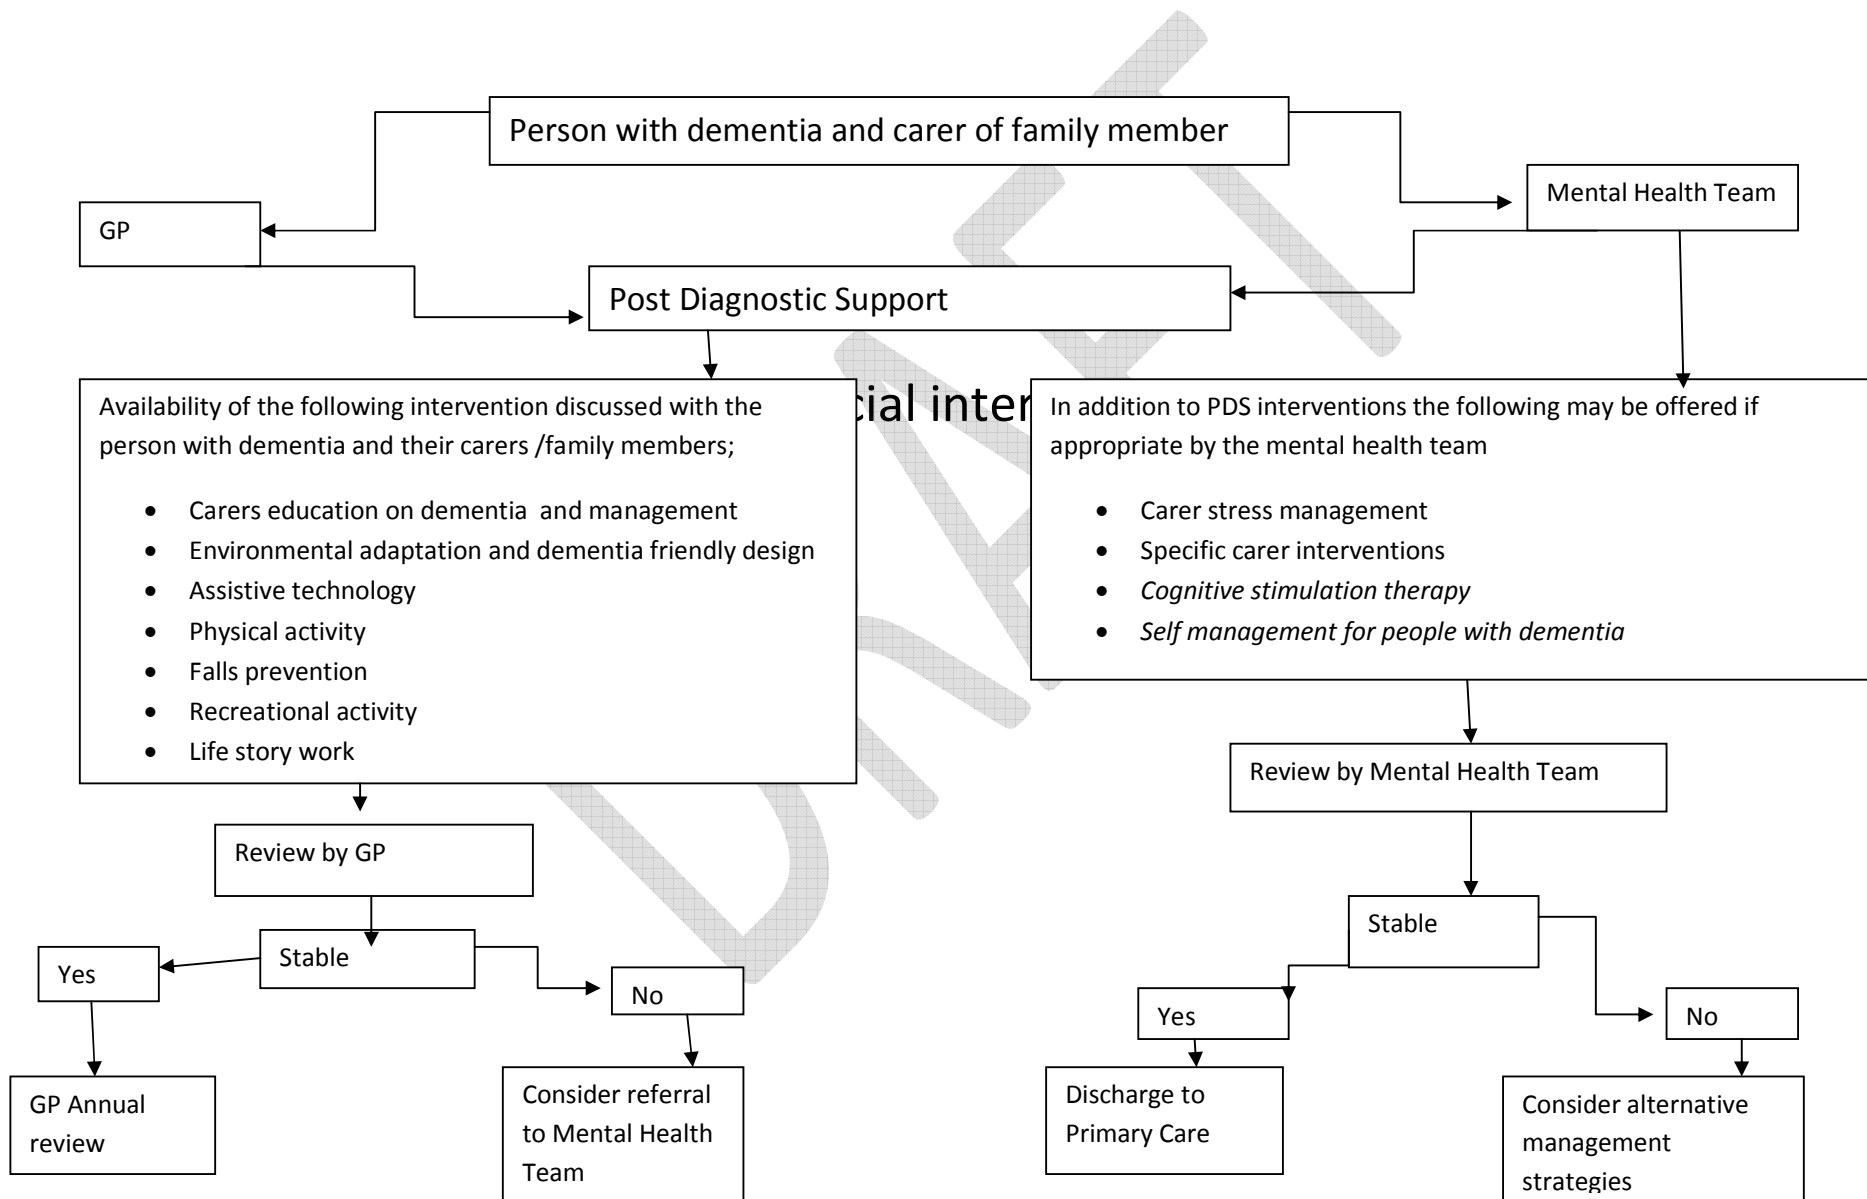 Person with dementia and carer of family member
Mental Health Team
GP
Post Diagnostic Support
cial inter
Availability of the following intervention discussed with the
person with dementia and their carers /family members;
• Carers education on dementia  and management
• Environmental adaptation and dementia friendly design
• Assistive technology
• Physical activity
• Falls prevention
• Recreational activity
• Life story work
In addition to PDS interventions the following may be offered if
appropriate by the mental health team
• Carer stress management
• Specific carer interventions
• Cognitive stimulation therapy
• Self management for people with dementia
Review by GP
Review by Mental Health Team
Stable
Yes
No
GP Annual
review
Consider referral
to Mental Health
Team
Stable
Yes
No
Discharge to
Primary Care
Consider alternative
management
strategies
DRAFT